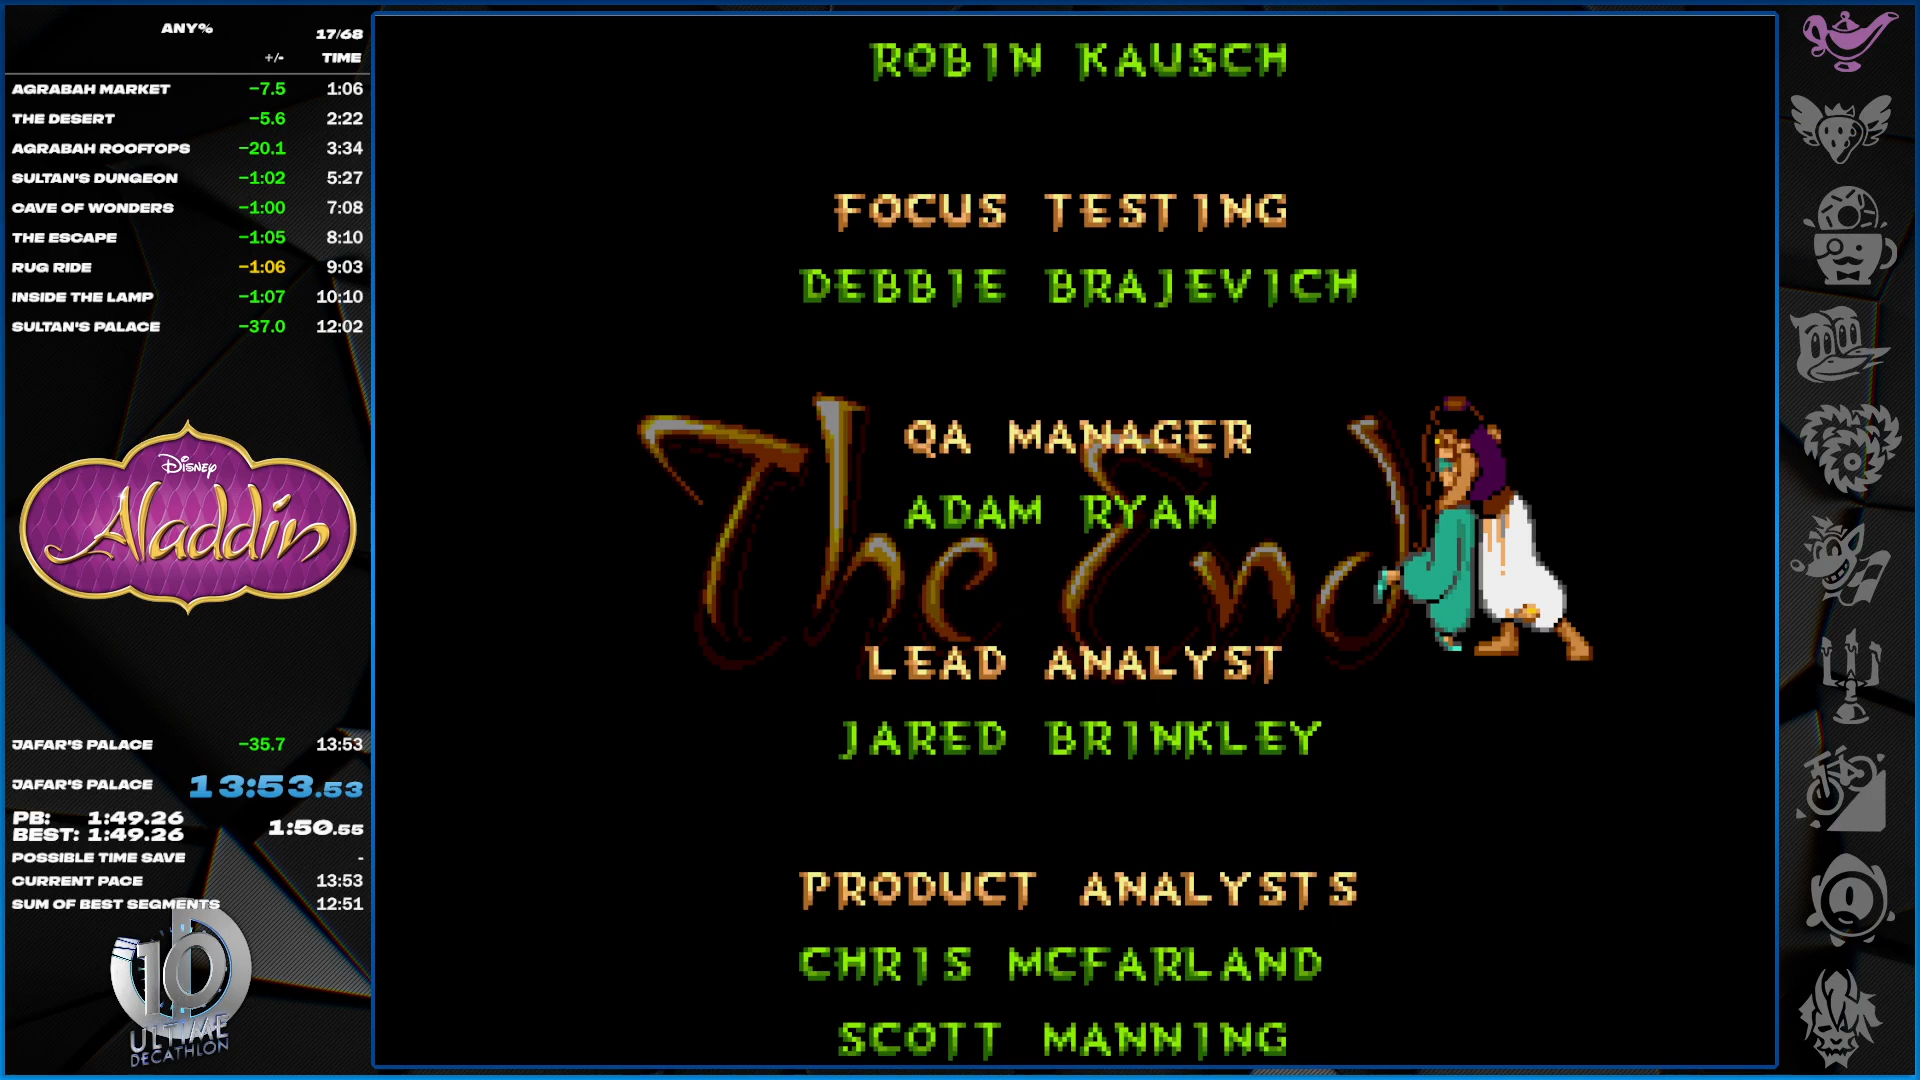 ANY%
17/68
+/- TIME
AGRABAH MARKET −7.5 1:06
THE DESERT −5.6 2:22
AGRABAH ROOFTOPS −20.1 3:34
SULTAN'S DUNGEON −1:02 5:27
CAVE OF WONDERS −1:00 7:08
THE ESCAPE −1:05 8:10
RUG RIDE −1:06 9:03
INSIDE THE LAMP −1:07 10:10
SULTAN'S PALACE −37.0 12:02
DISNEY
Aladdin
JAFAR'S PALACE −35.7 13:53
JAFAR'S PALACE 13:53.53
PB: 1:49.26
BEST: 1:49.26
1:50.55
POSSIBLE TIME SAVE -
CURRENT PACE 13:53
SUM OF BEST SEGMENTS 12:51
10
ULTIME
DECATHLON
ROBIN KAUSCH
FOCUS TESTING
DEBBIE BRAJEVICH
QA MANAGER
ADAM RYAN
The End
LEAD ANALYST
JARED BRINKLEY
PRODUCT ANALYSTS
CHRIS MCFARLAND
SCOTT MANNING